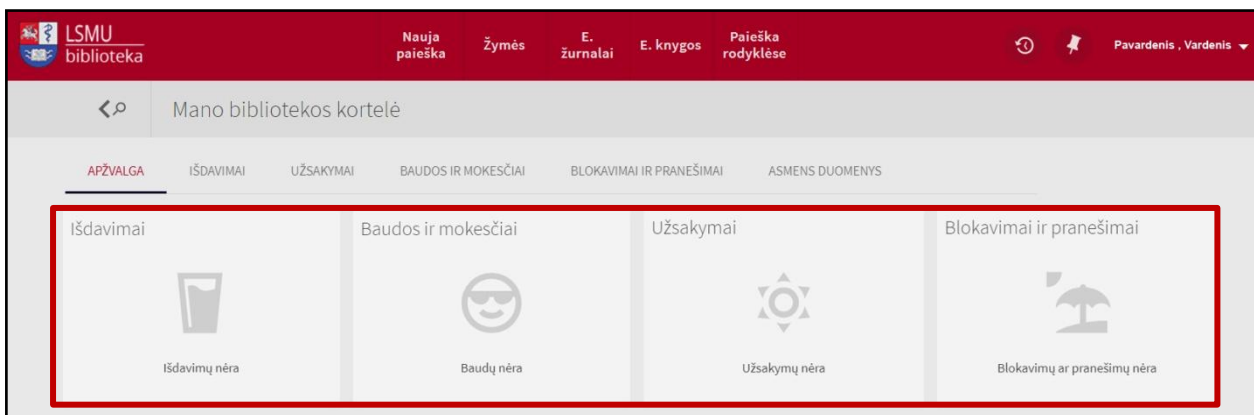 LSMU
biblioteka
Nauja
paieška
Žymės
E.
žurnalai
E. knygos
Paieška
rodyklėse
Pavardenis , Vardenis
Mano bibliotekos kortelė
APŽVALGA
IŠDAVIMAI
UŽSAKYMAI
BAUDOS IR MOKESČIAI
BLOKAVIMAI IR PRANEŠIMAI
ASMENS DUOMENYS
Išdavimai
Baudos ir mokesčiai
Užsakymai
Blokavimai ir pranešimai
Išdavimų nėra
Baudų nėra
Užsakymų nėra
Blokavimų ar pranešimų nėra